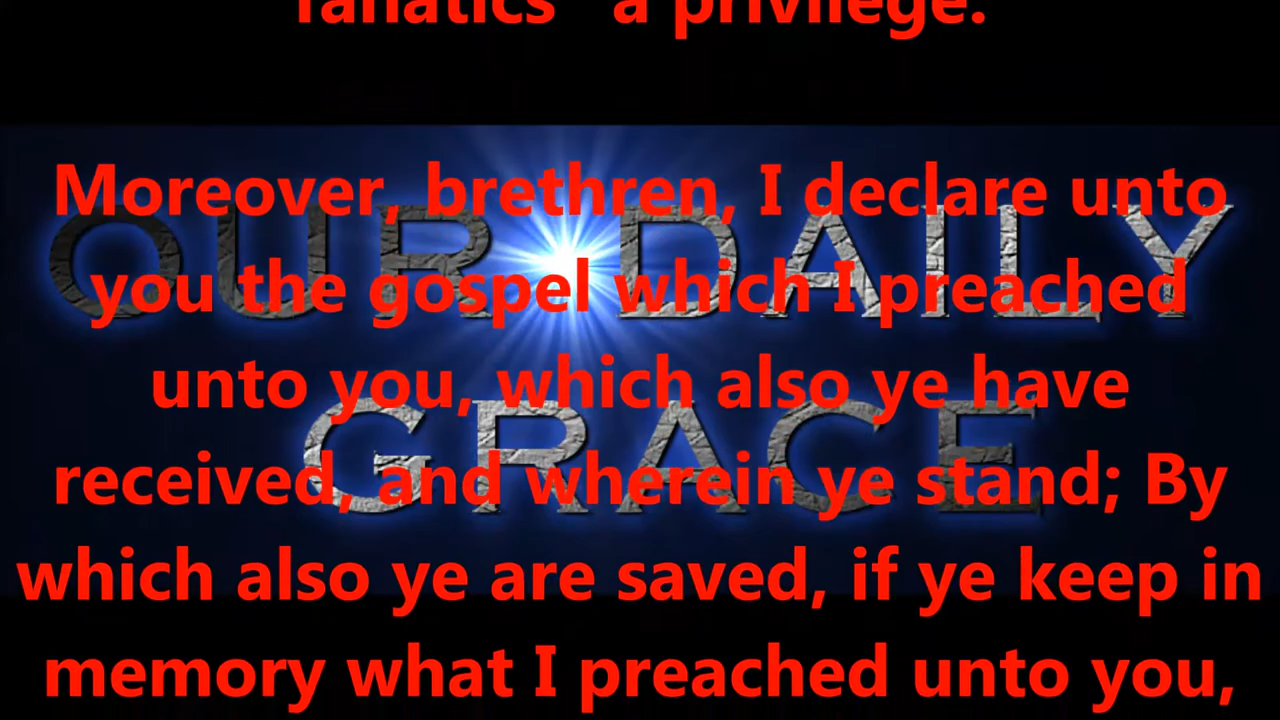 fanatics" a privilege.
Moreover, brethren, I declare unto
you the gospel which I preached
unto you, which also ye have
received, and wherein ye stand; By
which also ye are saved, if ye keep in
memory what I preached unto you,
OUR DAILY
GRACE